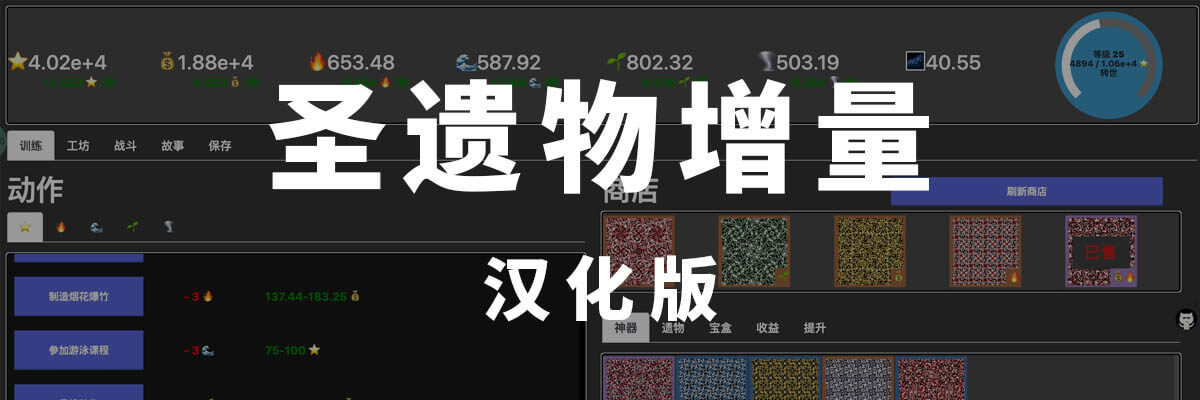 4.02e+4 1.88e+4 653.48 587.92 802.32 503.19 40.55
等级 25
4894 / 1.06e+4
转世
圣遗物增量
训练 工坊 战斗 故事 保存
动作
商店
刷新商店
已售
制造烟花爆竹 - 3 137.44-183.25
汉化版
神器 遗物 宝盒 收益 提升
参加游泳课程 - 3 75-100